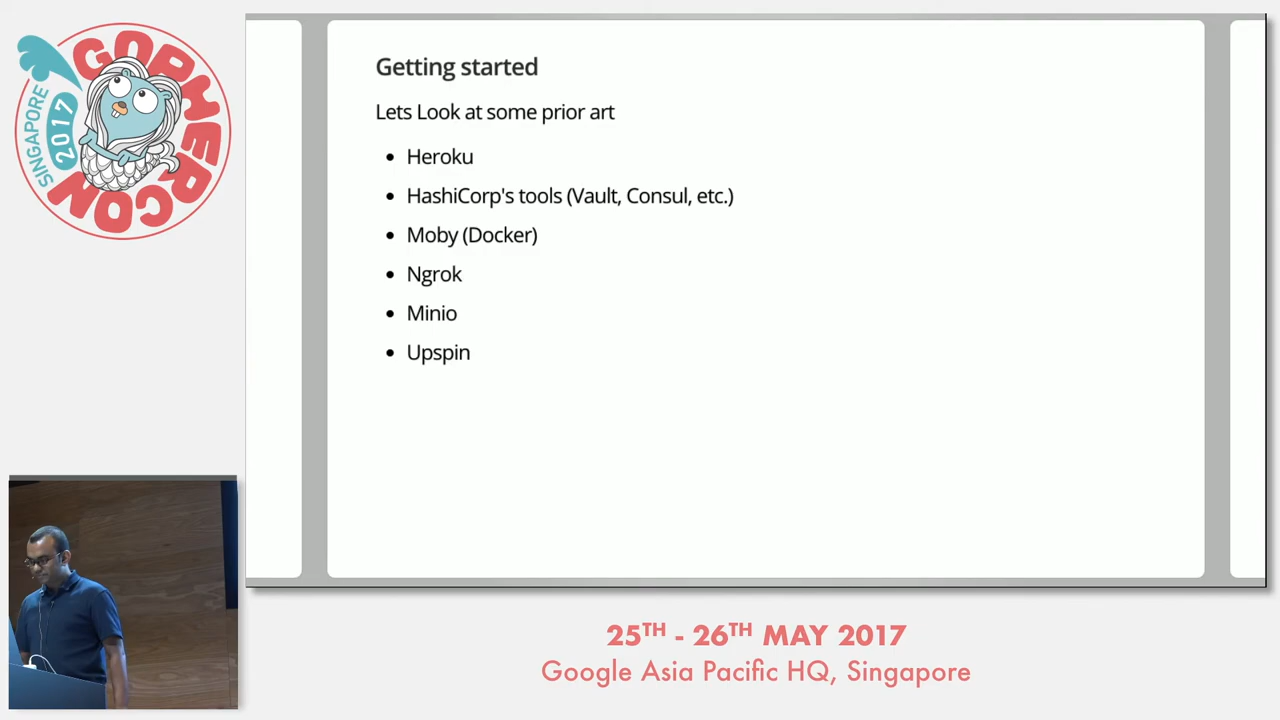 GOPHERCON
SINGAPORE
2017
Getting started
Lets Look at some prior art
• Heroku
• HashiCorp's tools (Vault, Consul, etc.)
• Moby (Docker)
• Ngrok
• Minio
• Upspin
25TH - 26TH MAY 2017
Google Asia Pacific HQ, Singapore